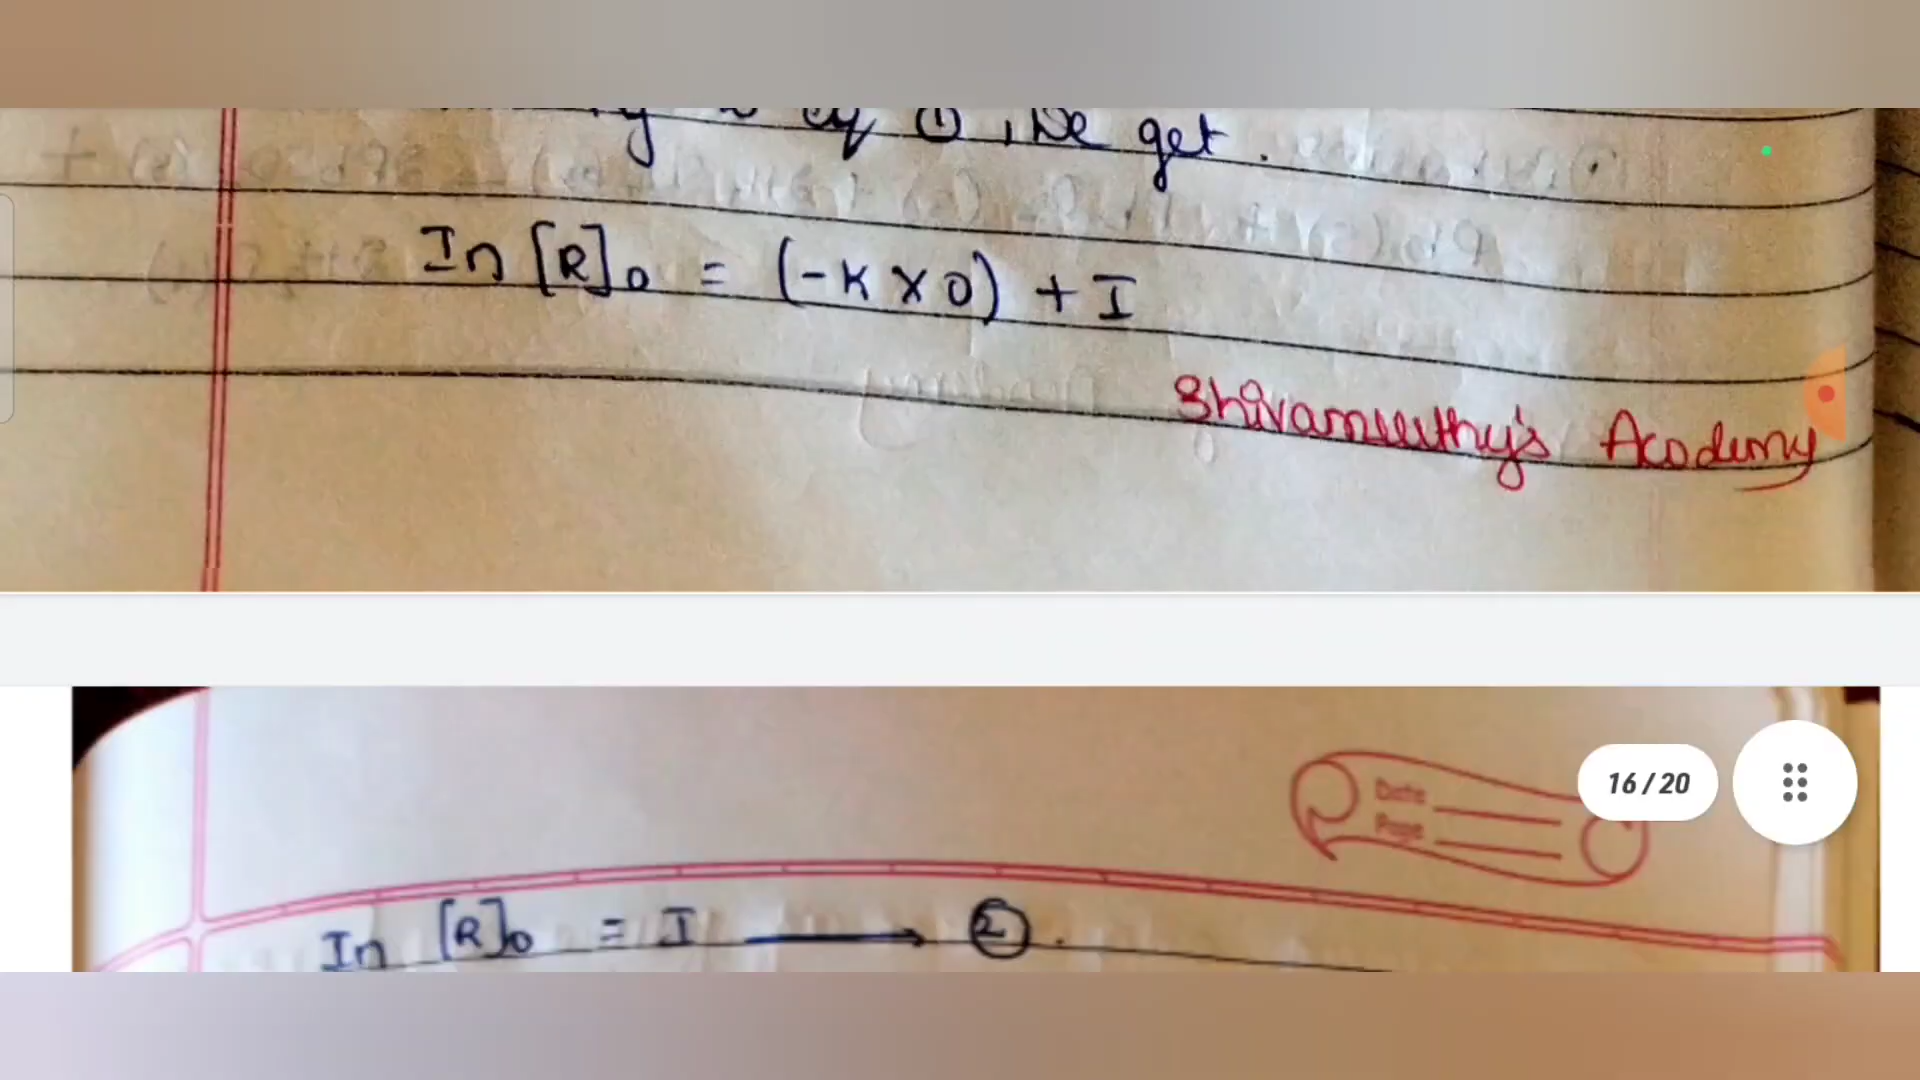 eq ①, we get.
In [R]₀ = (-K X 0) + I
Shivamurthy's Academy
16/20
Date
Page
In [R]₀ = I ⟶ ②.